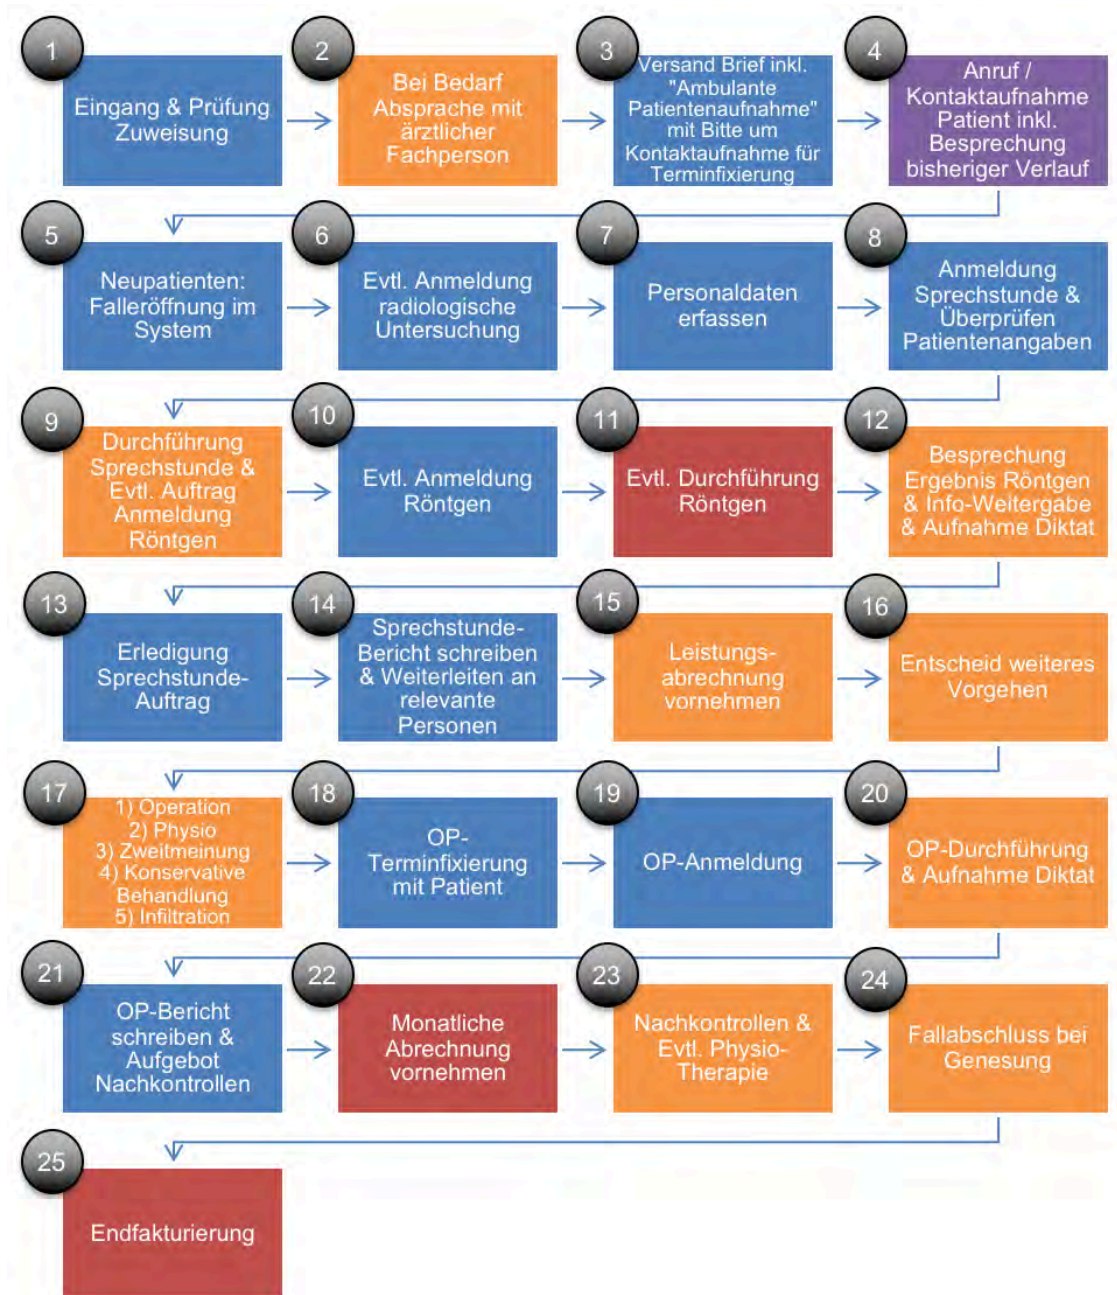 1
Eingang & Prüfung
Zuweisung
2
Bei Bedarf
Absprache mit
ärztlicher
Fachperson
3
Versand Brief inkl.
"Ambulante
Patientenaufnahme"
mit Bitte um
Kontaktaufnahme für
Terminfixierung
4
Anruf /
Kontaktaufnahme
Patient inkl.
Besprechung
bisheriger Verlauf
5
Neupatienten:
Falleröffnung im
System
6
Evtl. Anmeldung
radiologische
Untersuchung
7
Personaldaten
erfassen
8
Anmeldung
Sprechstunde &
Überprüfen
Patientenangaben
9
Durchführung
Sprechstunde &
Evtl. Auftrag
Anmeldung
Röntgen
10
Evtl. Anmeldung
Röntgen
11
Evtl. Durchführung
Röntgen
12
Besprechung
Ergebnis Röntgen
& Info-Weitergabe
& Aufnahme Diktat
13
Erledigung
Sprechstunde-
Auftrag
14
Sprechstunde-
Bericht schreiben
& Weiterleiten an
relevante
Personen
15
Leistungs-
abrechnung
vornehmen
16
Entscheid weiteres
Vorgehen
17
1) Operation
2) Physio
3) Zweitmeinung
4) Konservative
Behandlung
5) Infiltration
18
OP-
Terminfixierung
mit Patient
19
OP-Anmeldung
20
OP-Durchführung
& Aufnahme Diktat
21
OP-Bericht
schreiben &
Aufgebot
Nachkontrollen
22
Monatliche
Abrechnung
vornehmen
23
Nachkontrollen &
Evtl. Physio-
Therapie
24
Fallabschluss bei
Genesung
25
Endfakturierung